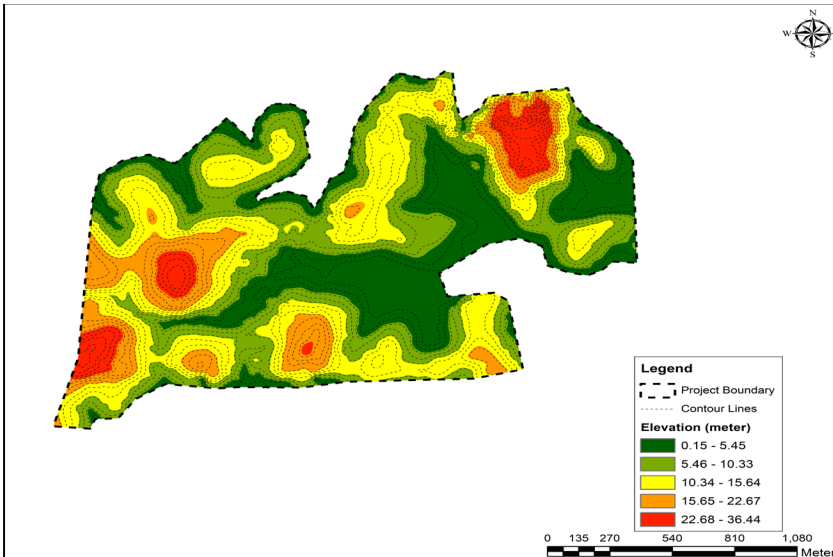 N
W
S
Legend
Project Boundary
Contour Lines
Elevation (meter)
0.15 - 5.45
5.46 - 10.33
10.34 - 15.64
15.65 - 22.67
22.68 - 36.44
0 135 270 540 810 1,080
Meter